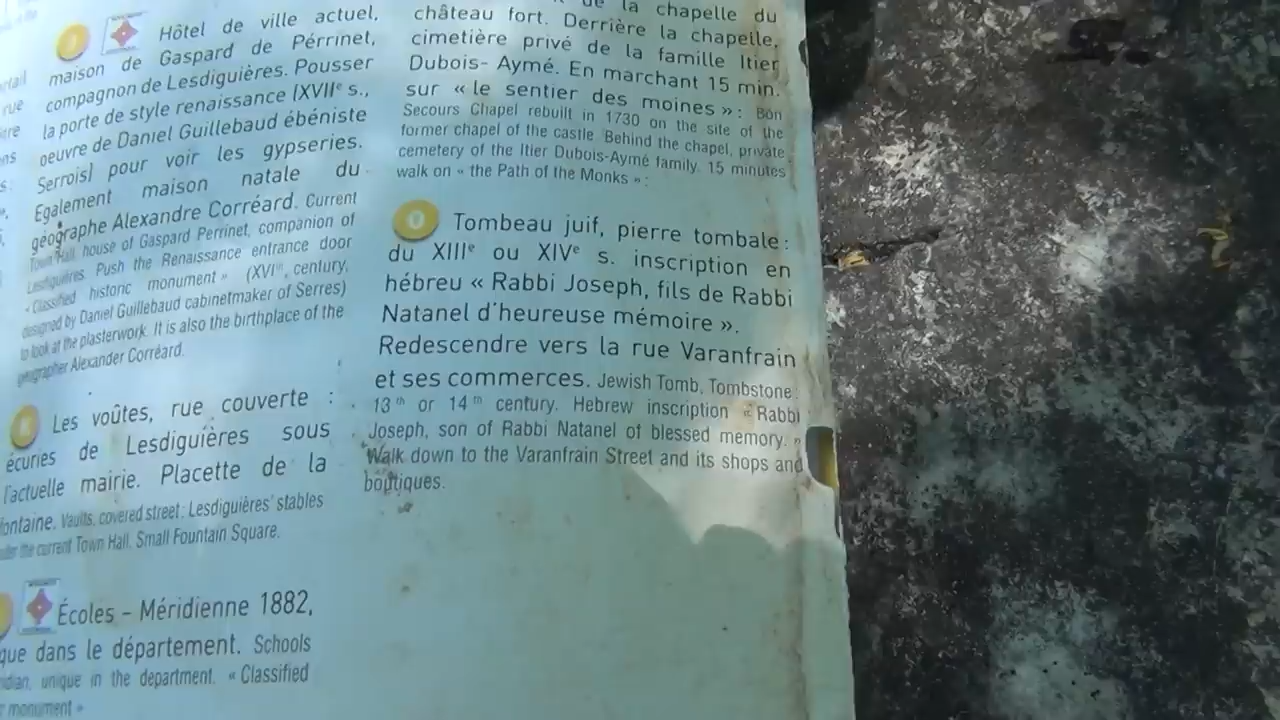 J Hôtel de ville actuel,
maison de Gaspard de Pérrinet,
compagnon de Lesdiguières. Pousser
la porte de style renaissance (XVIIe s.,
oeuvre de Daniel Guillebaud ébéniste
Serrois) pour voir les gypseries.
Egalement maison natale du
géographe Alexandre Corréard. Current
Town Hall, house of Gaspard Perrinet, companion of
Lesdiguières. Push the Renaissance entrance door
« Classified historic monument » (XVIth, century,
designed by Daniel Guillebaud cabinetmaker of Serres)
to look at the plasterwork. It is also the birthplace of the
geographer Alexander Corréard.
K Les voûtes, rue couverte :
écuries de Lesdiguières sous
l'actuelle mairie. Placette de la
fontaine. Vaults, covered street : Lesdiguières' stables
under the current Town Hall. Small Fountain Square.
Écoles - Méridienne 1882,
que dans le département. Schools
unique in the department. « Classified
monument »
de la chapelle du
château fort. Derrière la chapelle,
cimetière privé de la famille Itier
Dubois- Aymé. En marchant 15 min.
sur « le sentier des moines » : Bon
Secours Chapel rebuilt in 1730 on the site of the
former chapel of the castle. Behind the chapel, private
cemetery of the Itier Dubois-Aymé family. 15 minutes
walk on « the Path of the Monks » :
Tombeau juif, pierre tombale :
du XIIIe ou XIVe s. inscription en
hébreu « Rabbi Joseph, fils de Rabbi
Natanel d'heureuse mémoire ».
Redescendre vers la rue Varanfrain
et ses commerces. Jewish Tomb, Tombstone :
13th or 14th century. Hebrew inscription « Rabbi
Joseph, son of Rabbi Natanel of blessed memory. »
Walk down to the Varanfrain Street and its shops and
boutiques.